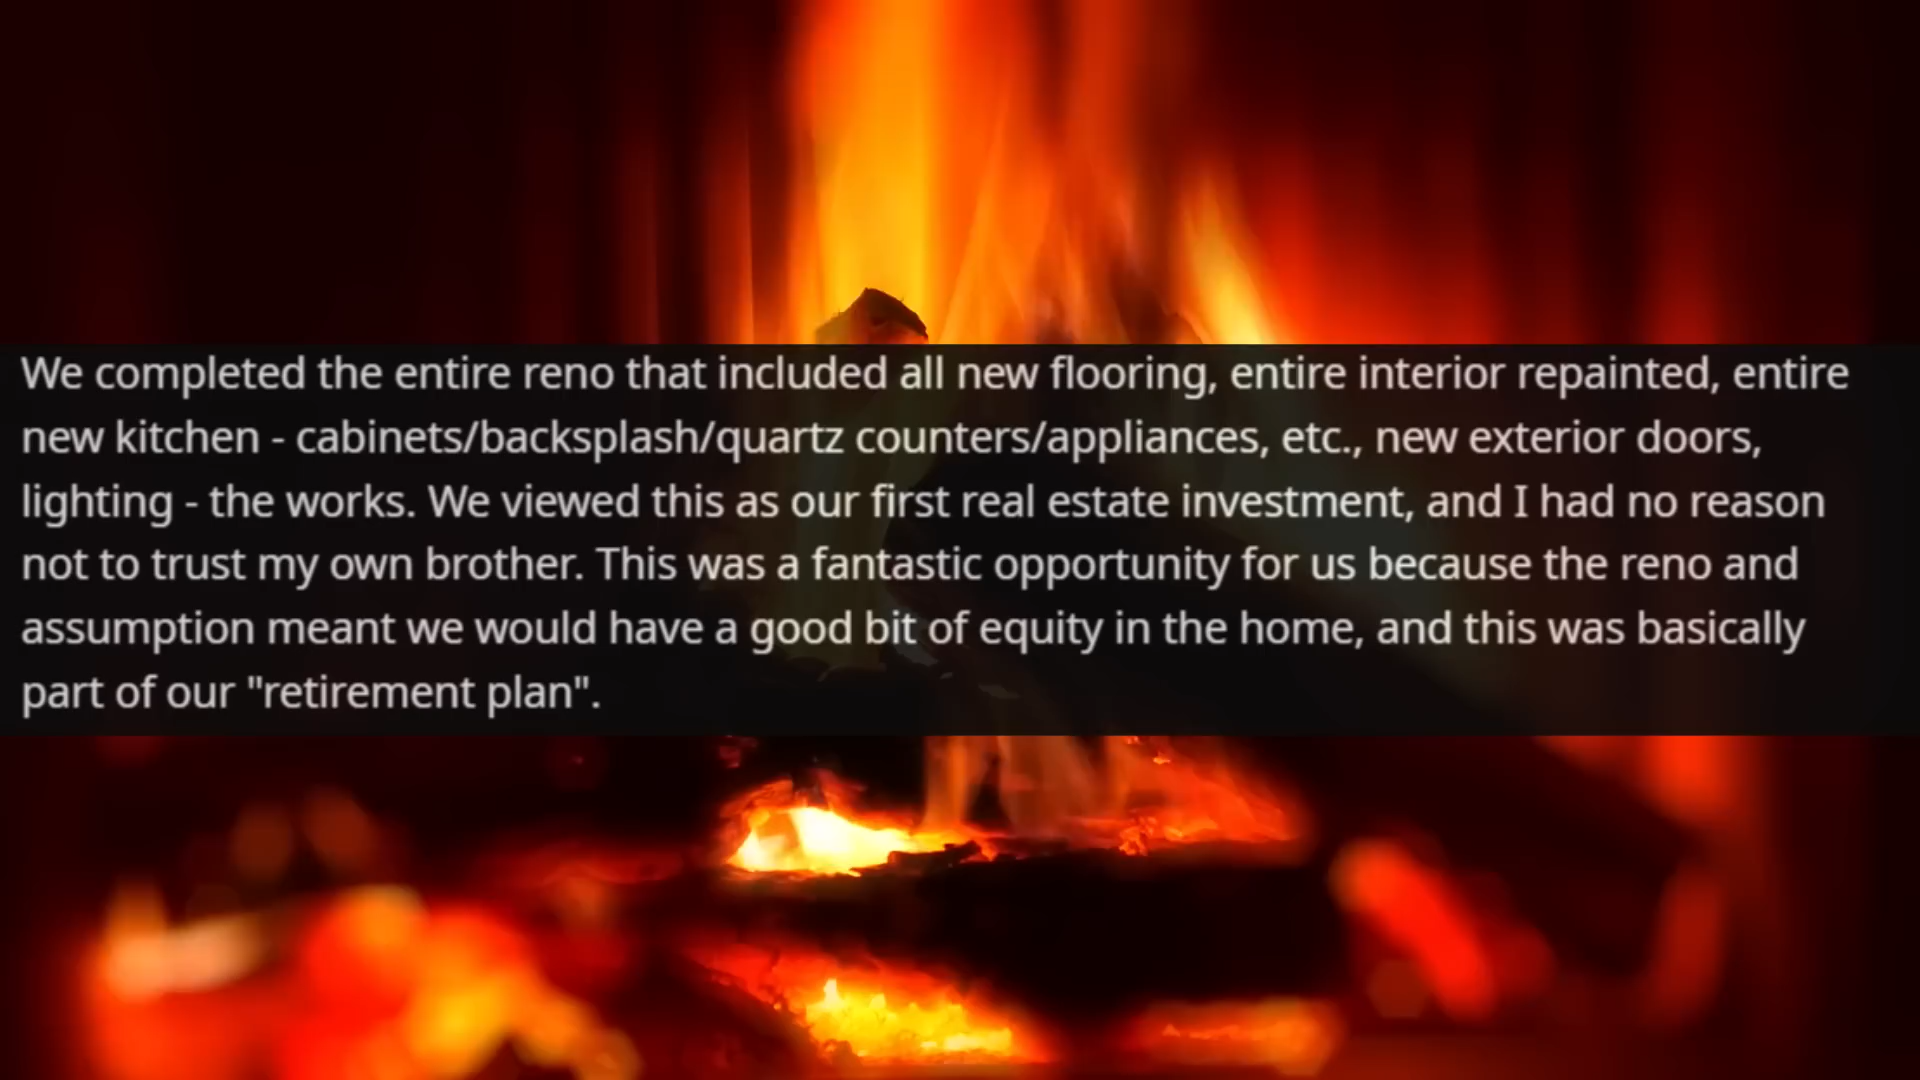 We completed the entire reno that included all new flooring, entire interior repainted, entire
new kitchen - cabinets/backsplash/quartz counters/appliances, etc., new exterior doors,
lighting - the works. We viewed this as our first real estate investment, and I had no reason
not to trust my own brother. This was a fantastic opportunity for us because the reno and
assumption meant we would have a good bit of equity in the home, and this was basically
part of our "retirement plan".